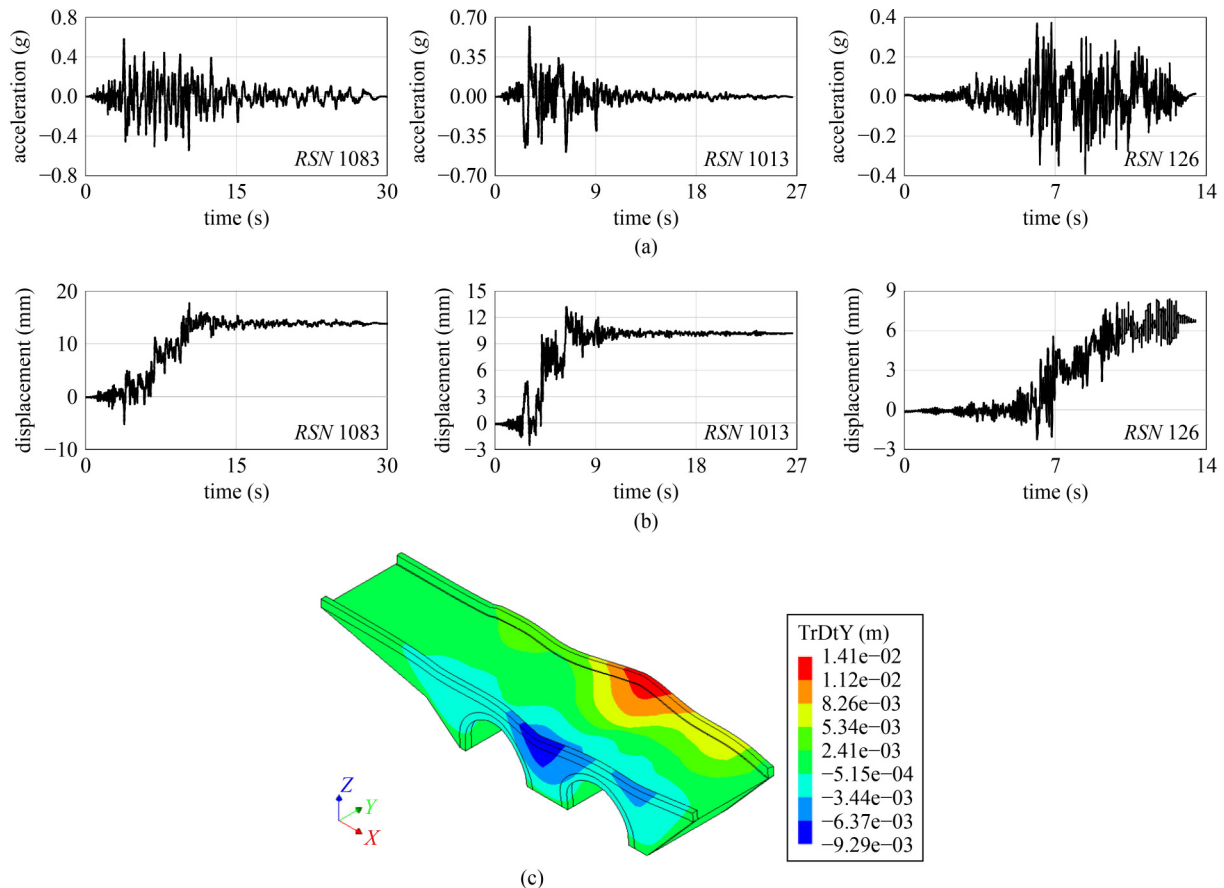 acceleration (g)
0.8
0.4
0.0
−0.4
−0.8
RSN 1083
0
15
30
time (s)
acceleration (g)
0.70
0.35
0.00
−0.35
−0.70
RSN 1013
0
9
18
27
time (s)
acceleration (g)
0.4
0.2
0.0
−0.2
0.4
RSN 126
0
7
14
time (s)
(a)
displacement (mm)
20
10
0
−10
RSN 1083
0
15
30
time (s)
displacement (mm)
15
12
9
6
3
0
−3
RSN 1013
0
9
18
27
time (s)
displacement (mm)
9
6
3
0
−3
RSN 126
0
7
14
time (s)
(b)
TrDtY (m)
1.41e−02
1.12e−02
8.26e−03
5.34e−03
2.41e−03
−5.15e−04
−3.44e−03
−6.37e−03
−9.29e−03
Z
Y
X
(c)